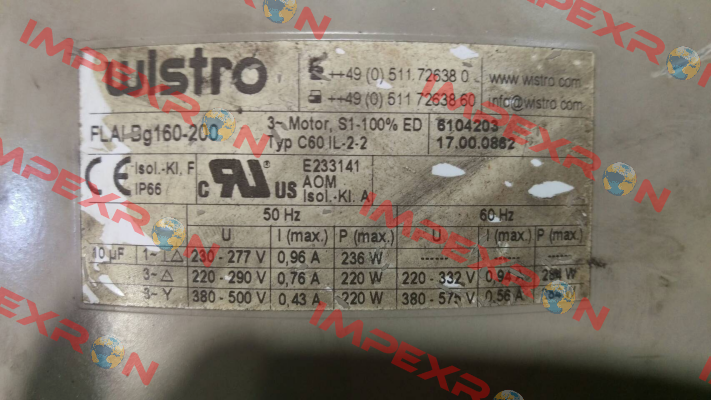 wistro
++49 (0) 511.72638 0 www.wistro.com
++49 (0) 511 72638 60 info@wistro.com
FLAI-Bg160-200 3~ Motor, S1-100% ED 6104203
Typ C60 IL-2-2 17.00.0862
CE Isol.-Kl. F IP66 c RU US E233141 AOM Isol.-Kl. A
50 Hz 60 Hz
U I (max.) P (max.) U I (max.) P (max.)
10 µF 1~ ⊥ △ 230 - 277 V 0,96 A 236 W ------ ------ ------
3~ △ 220 - 290 V 0,76 A 220 W 220 - 332 V 0,94 A W
3~ Y 380 - 500 V 0,43 A 220 W 380 - 575 V 0,56 A
IMPEXRON
IMPEXRON
IMPEXRON
IMPEXRON
IMPEXRON